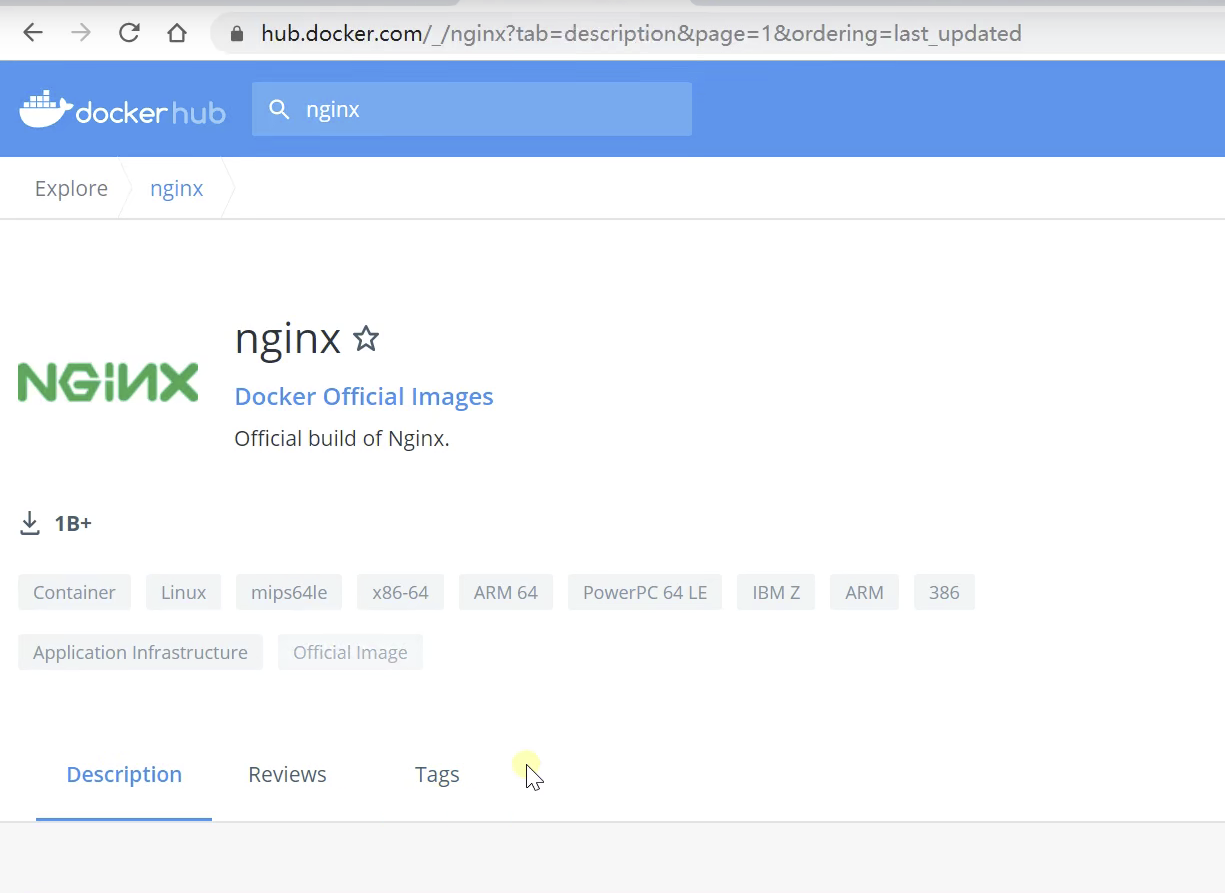 hub.docker.com/_/nginx?tab=description&page=1&ordering=last_updated
docker hub
nginx
Explore
nginx
NGiNX
nginx
Docker Official Images
Official build of Nginx.
1B+
Container Linux mips64le x86-64 ARM 64 PowerPC 64 LE IBM Z ARM 386
Application Infrastructure Official Image
Description Reviews Tags